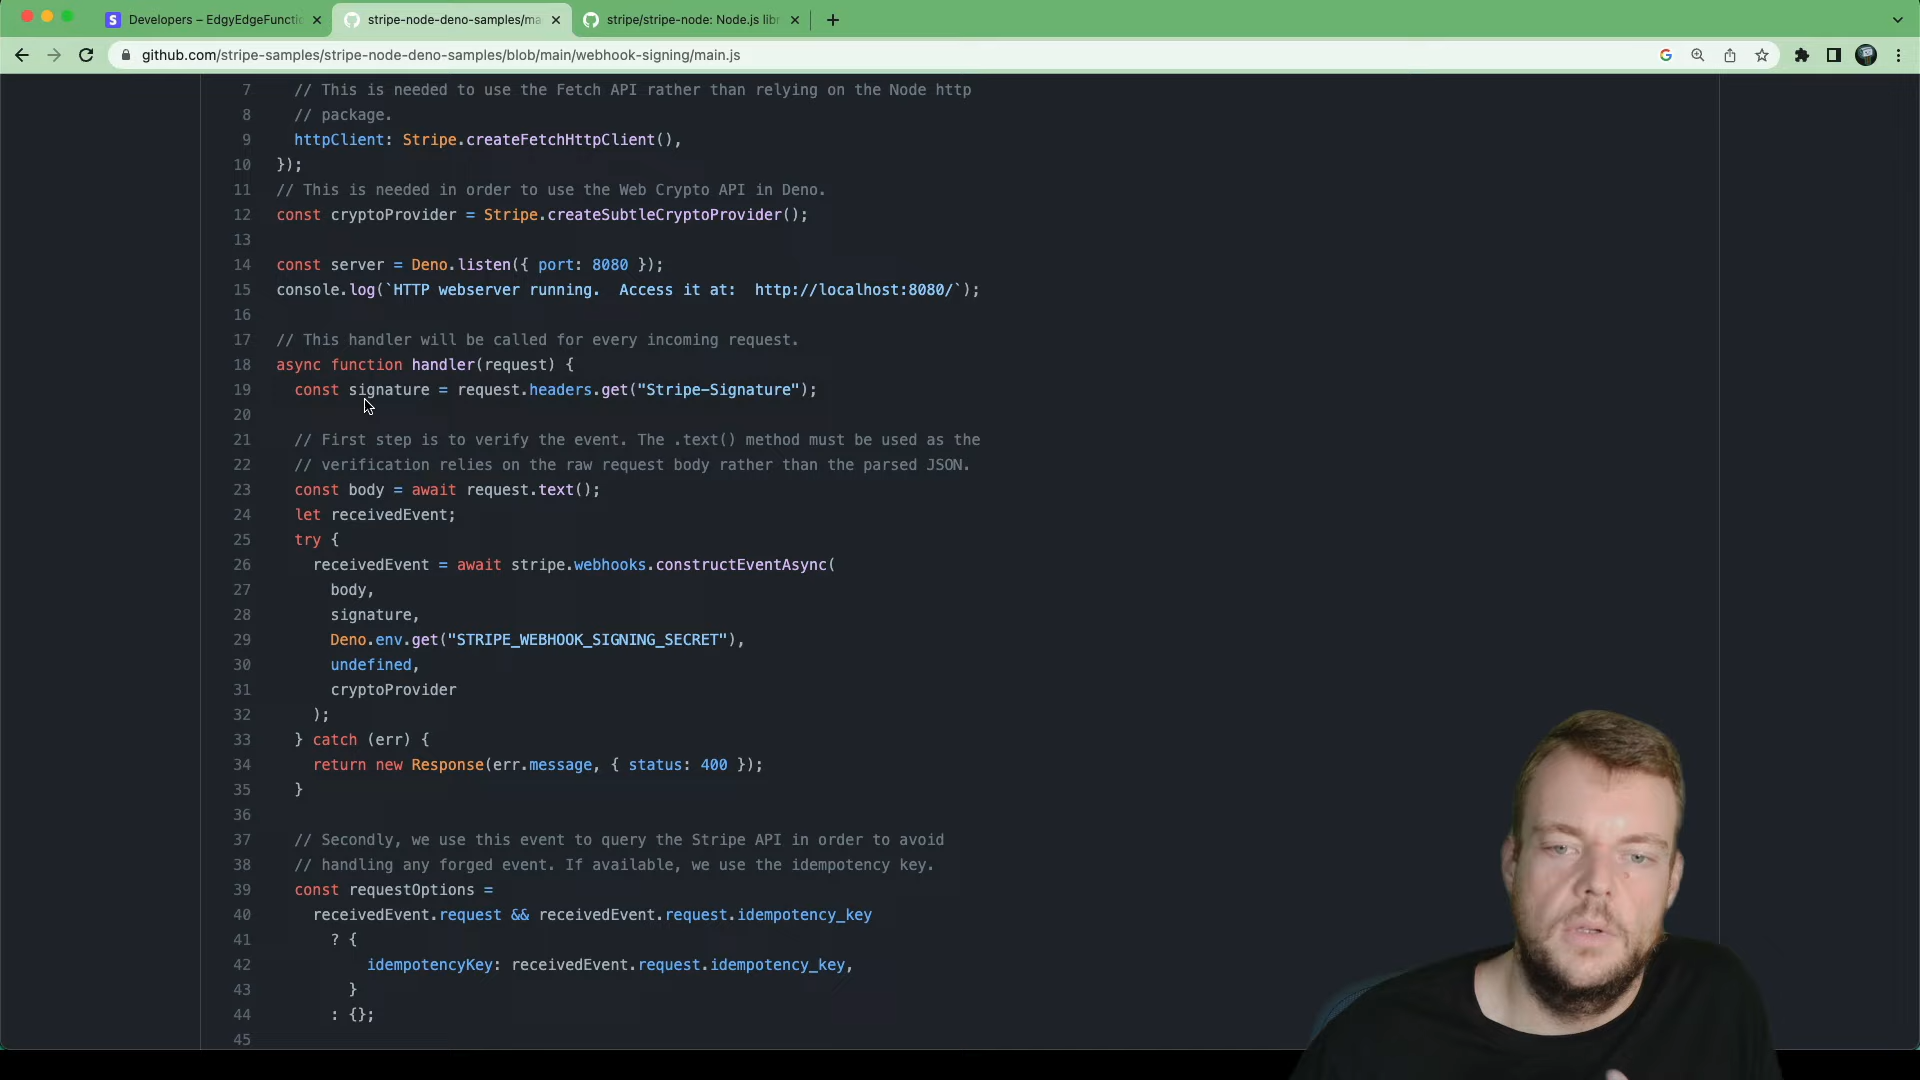 Developers – EdgyEdgeFunctio
stripe-node-deno-samples/ma
stripe/stripe-node: Node.js lib
github.com/stripe-samples/stripe-node-deno-samples/blob/main/webhook-signing/main.js
7 // This is needed to use the Fetch API rather than relying on the Node http
8 // package.
9 httpClient: Stripe.createFetchHttpClient(),
10 });
11 // This is needed in order to use the Web Crypto API in Deno.
12 const cryptoProvider = Stripe.createSubtleCryptoProvider();
13
14 const server = Deno.listen({ port: 8080 });
15 console.log(`HTTP webserver running.  Access it at:  http://localhost:8080/`);
16
17 // This handler will be called for every incoming request.
18 async function handler(request) {
19 const signature = request.headers.get("Stripe-Signature");
20
21 // First step is to verify the event. The .text() method must be used as the
22 // verification relies on the raw request body rather than the parsed JSON.
23 const body = await request.text();
24 let receivedEvent;
25 try {
26 receivedEvent = await stripe.webhooks.constructEventAsync(
27 body,
28 signature,
29 Deno.env.get("STRIPE_WEBHOOK_SIGNING_SECRET"),
30 undefined,
31 cryptoProvider
32 );
33 } catch (err) {
34 return new Response(err.message, { status: 400 });
35 }
36
37 // Secondly, we use this event to query the Stripe API in order to avoid
38 // handling any forged event. If available, we use the idempotency key.
39 const requestOptions =
40 receivedEvent.request && receivedEvent.request.idempotency_key
41 ? {
42 idempotencyKey: receivedEvent.request.idempotency_key,
43 }
44 : {};
45